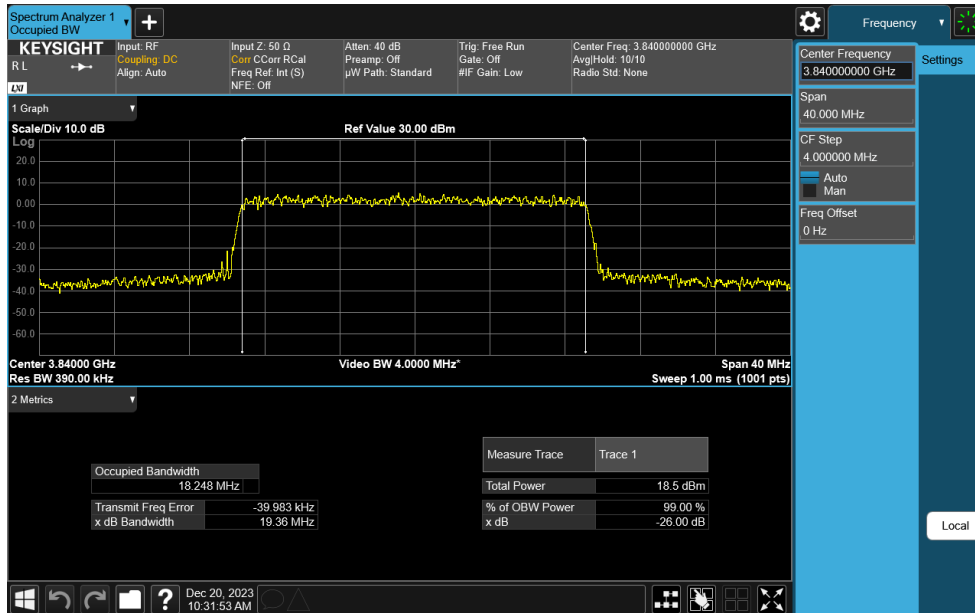 Spectrum Analyzer 1
Occupied BW
+
Frequency
KEYSIGHT
R L
LXI
Input: RF
Coupling: DC
Align: Auto
Input Z: 50 Ω
Corr CCorr RCal
Freq Ref: Int (S)
NFE: Off
Atten: 40 dB
Preamp: Off
µW Path: Standard
Trig: Free Run
Gate: Off
#IF Gain: Low
Center Freq: 3.840000000 GHz
Avg|Hold: 10/10
Radio Std: None
1 Graph
Scale/Div 10.0 dB
Ref Value 30.00 dBm
Log
20.0
10.0
0.00
-10.0
-20.0
-30.0
-40.0
-50.0
-60.0
Center 3.84000 GHz
Video BW 4.0000 MHz*
Span 40 MHz
Res BW 390.00 kHz
Sweep 1.00 ms (1001 pts)
2 Metrics
Measure Trace Trace 1
Occupied Bandwidth
18.248 MHz
Total Power 18.5 dBm
Transmit Freq Error -39.983 kHz
% of OBW Power 99.00 %
x dB Bandwidth 19.36 MHz
x dB -26.00 dB
Center Frequency
3.840000000 GHz
Span
40.000 MHz
CF Step
4.000000 MHz
Auto
Man
Freq Offset
0 Hz
Settings
Local
?
Dec 20, 2023
10:31:53 AM